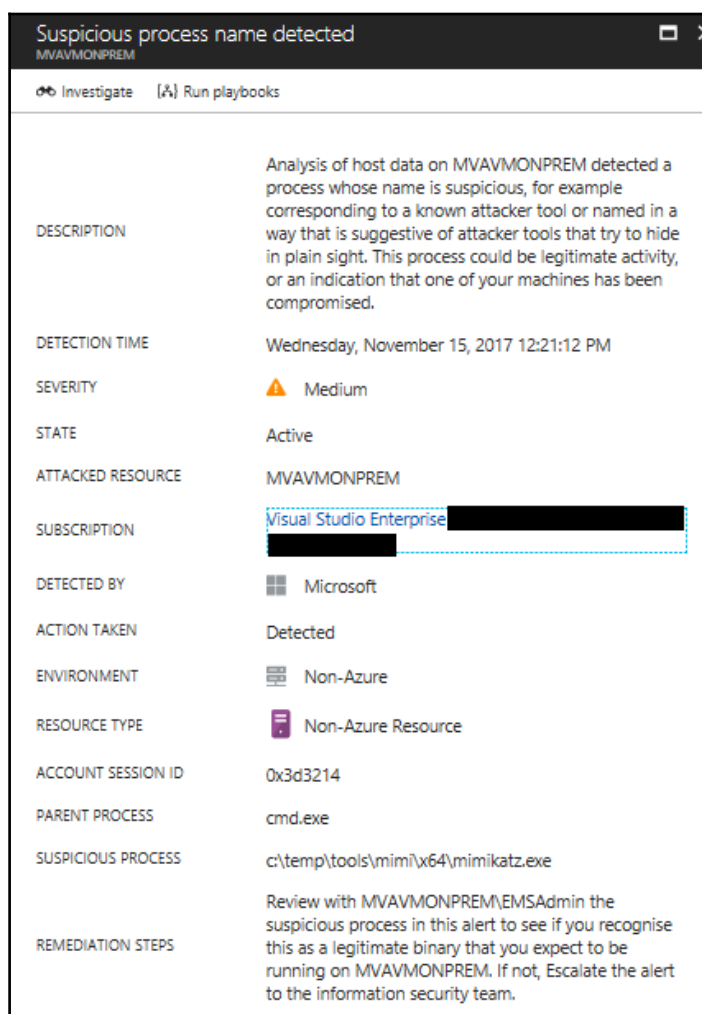 Suspicious process name detected
MVAVMONPREM
Investigate
Run playbooks
DESCRIPTION
Analysis of host data on MVAVMONPREM detected a
process whose name is suspicious, for example
corresponding to a known attacker tool or named in a
way that is suggestive of attacker tools that try to hide
in plain sight. This process could be legitimate activity,
or an indication that one of your machines has been
compromised.
DETECTION TIME
Wednesday, November 15, 2017 12:21:12 PM
SEVERITY
Medium
STATE
Active
ATTACKED RESOURCE
MVAVMONPREM
SUBSCRIPTION
Visual Studio Enterprise
DETECTED BY
Microsoft
ACTION TAKEN
Detected
ENVIRONMENT
Non-Azure
RESOURCE TYPE
Non-Azure Resource
ACCOUNT SESSION ID
0x3d3214
PARENT PROCESS
cmd.exe
SUSPICIOUS PROCESS
c:\temp\tools\mimi\x64\mimikatz.exe
REMEDIATION STEPS
Review with MVAVMONPREM\EMSAdmin the
suspicious process in this alert to see if you recognise
this as a legitimate binary that you expect to be
running on MVAVMONPREM. If not, Escalate the alert
to the information security team.